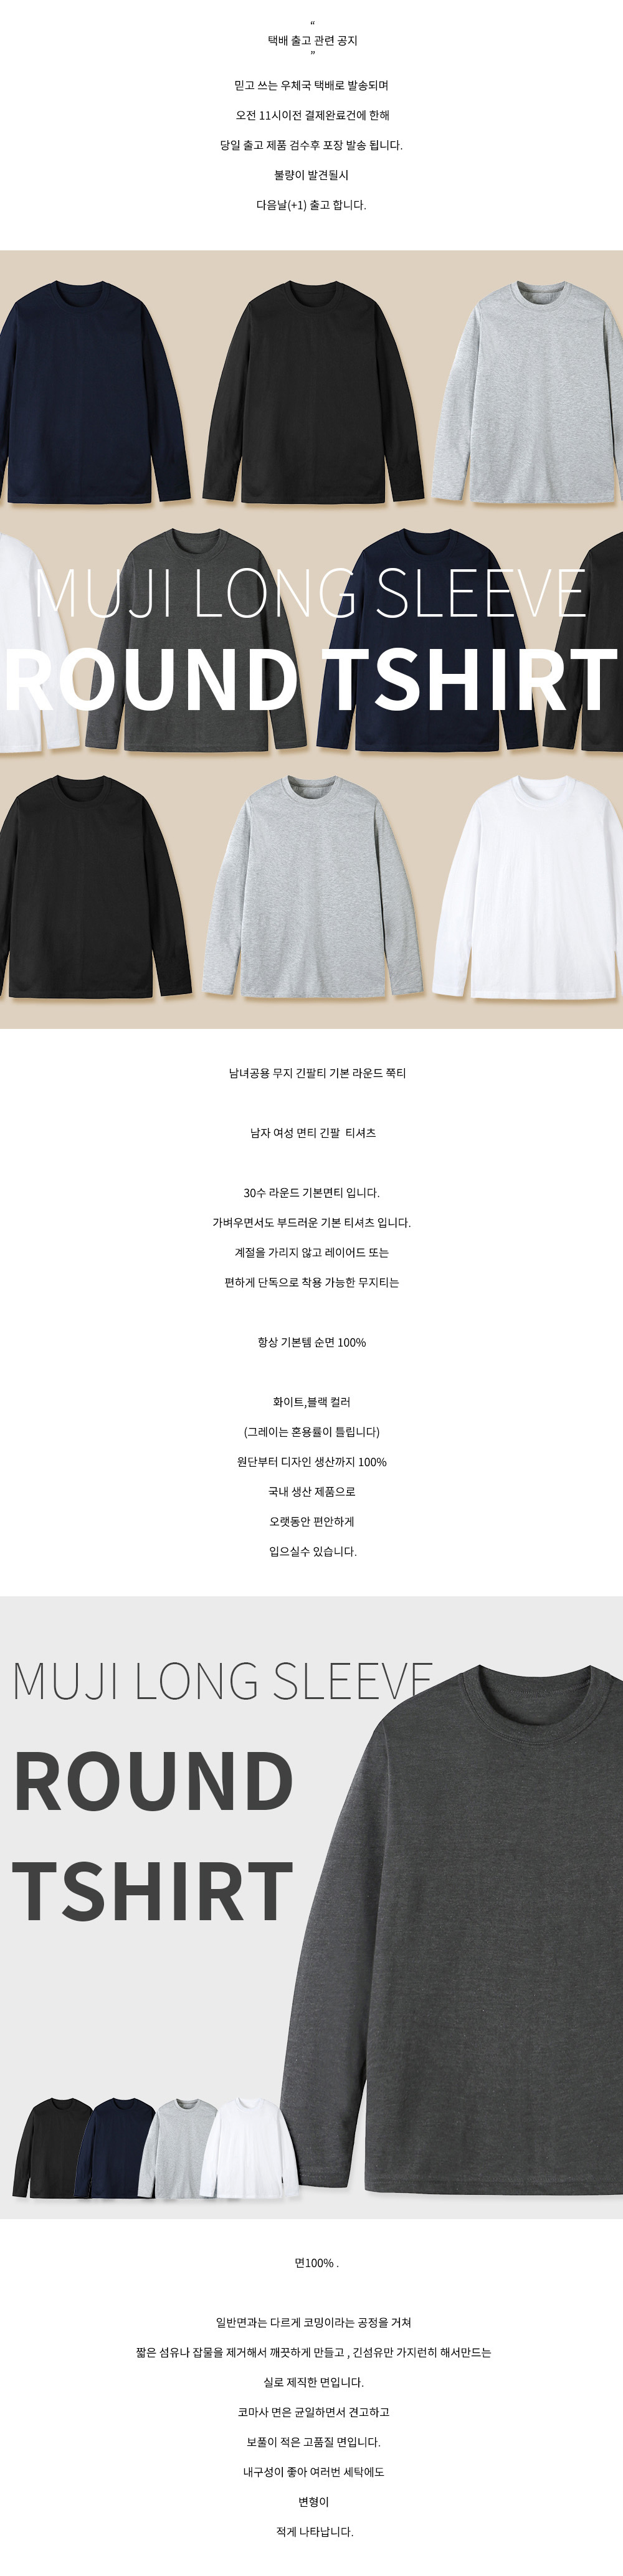 “
택배 출고 관련 공지
”
믿고 쓰는 우체국 택배로 발송되며
오전 11시이전 결제완료건에 한해
당일 출고 제품 검수후 포장 발송 됩니다.
불량이 발견될시
다음날(+1) 출고 합니다.
MUJI LONG SLEEVE
ROUND TSHIRT
남녀공용 무지 긴팔티 기본 라운드 쭉티
남자 여성 면티 긴팔 티셔츠
30수 라운드 기본면티 입니다.
가벼우면서도 부드러운 기본 티셔츠 입니다.
계절을 가리지 않고 레이어드 또는
편하게 단독으로 착용 가능한 무지티는
항상 기본템 순면 100%
화이트,블랙 컬러
(그레이는 혼용률이 틀립니다)
원단부터 디자인 생산까지 100%
국내 생산 제품으로
오랫동안 편안하게
입으실수 있습니다.
MUJI LONG SLEEVE
ROUND
TSHIRT
면100% .
일반면과는 다르게 코밍이라는 공정을 거쳐
짧은 섬유나 잡물을 제거해서 깨끗하게 만들고 , 긴섬유만 가지런히 해서만드는
실로 제직한 면입니다.
코마사 면은 균일하면서 견고하고
보풀이 적은 고품질 면입니다.
내구성이 좋아 여러번 세탁에도
변형이
적게 나타납니다.